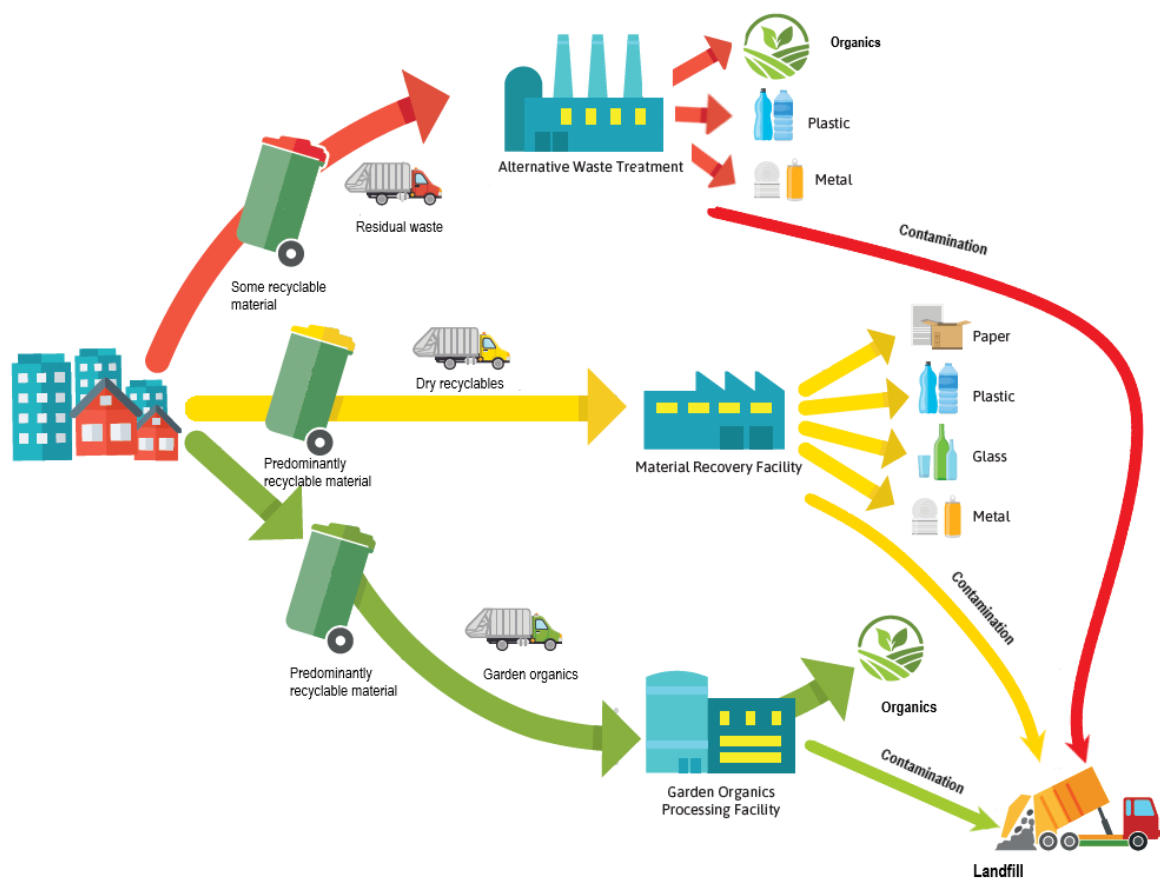 Organics
Plastic
Alternative Waste Treatment
Metal
Residual waste
Contamination
Some recyclable
material
Paper
Dry recyclables
Plastic
Predominantly
recyclable material
Material Recovery Facility
Glass
Metal
Contamination
Predominantly
recyclable material
Garden organics
Organics
Contamination
Garden Organics
Processing Facility
Landfill